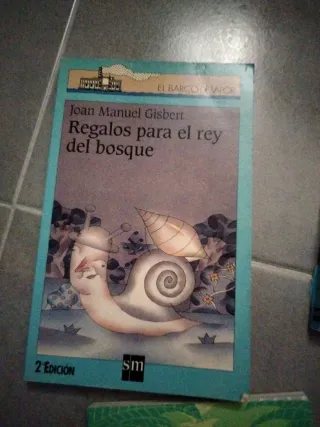 EL BARCO DE VAPOR
Joan Manuel Gisbert
Regalos para el rey
del bosque
2ª EDICIÓN
sm